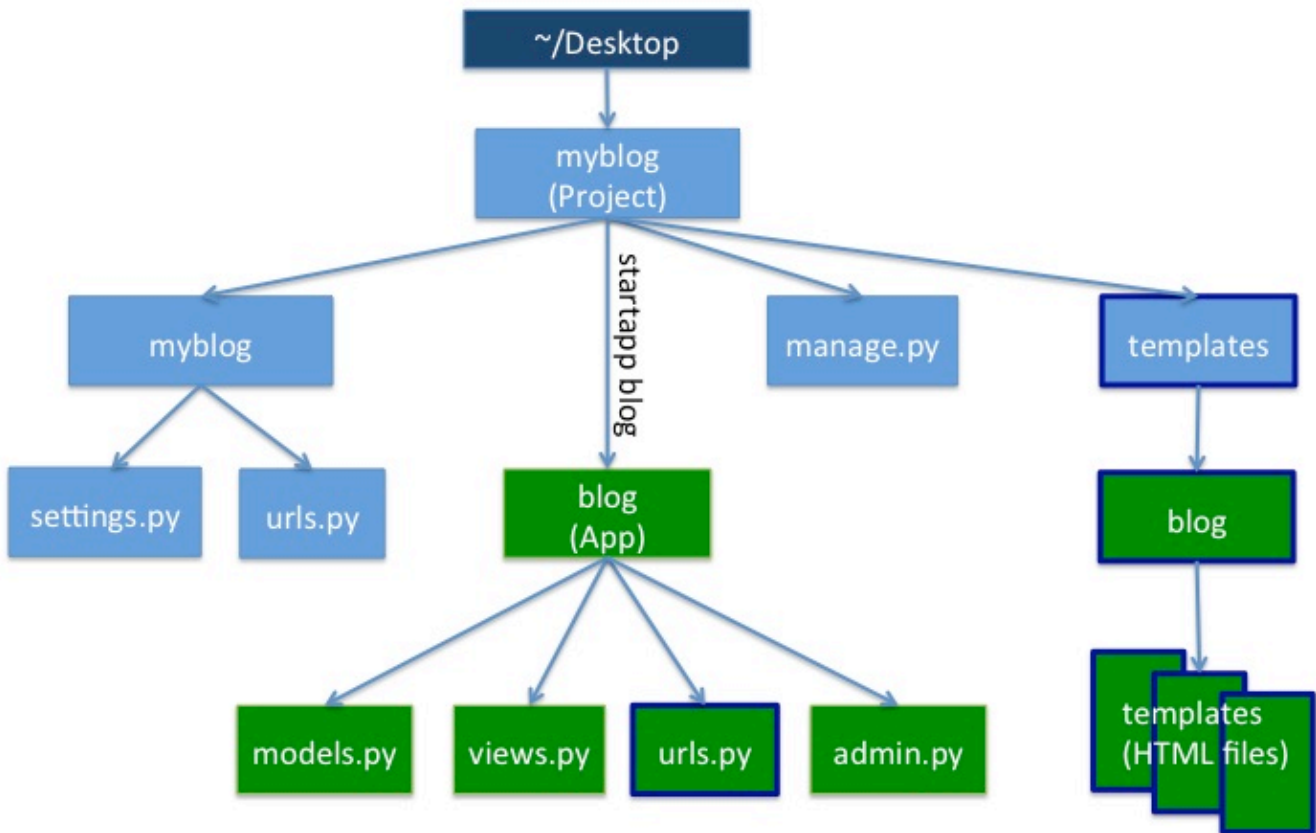 ~/Desktop
myblog
(Project)
startapp blog
myblog
manage.py
templates
settings.py
urls.py
blog
(App)
blog
models.py
views.py
urls.py
admin.py
templates
(HTML files)